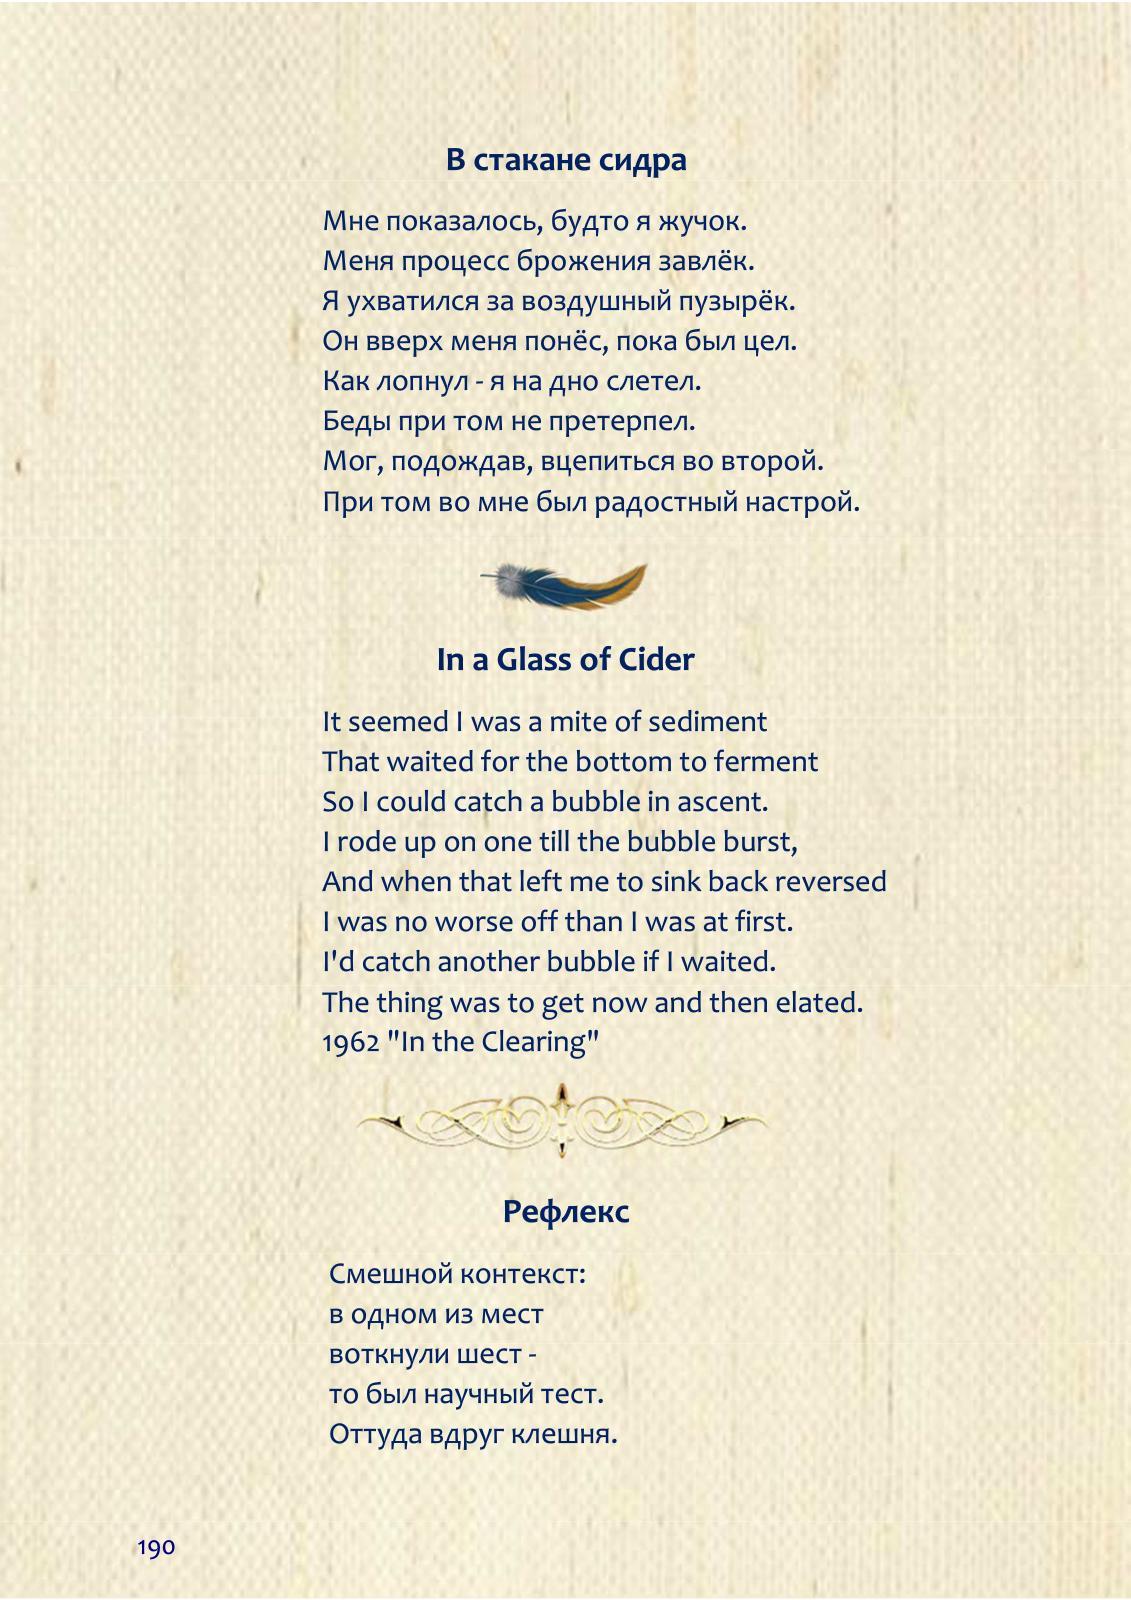 В стакане сидра
Мне показалось, будто я жучок.
Меня процесс брожения завлёк.
Я ухватился за воздушный пузырёк.
Он вверх меня понёс, пока был цел.
Как лопнул - я на дно слетел.
Беды при том не претерпел.
Мог, подождав, вцепиться во второй.
При том во мне был радостный настрой.
In a Glass of Cider
It seemed I was a mite of sediment
That waited for the bottom to ferment
So I could catch a bubble in ascent.
I rode up on one till the bubble burst,
And when that left me to sink back reversed
I was no worse off than I was at first.
I'd catch another bubble if I waited.
The thing was to get now and then elated.
1962 "In the Clearing"
Рефлекс
Смешной контекст:
в одном из мест
воткнули шест -
то был научный тест.
Оттуда вдруг клешня.
190